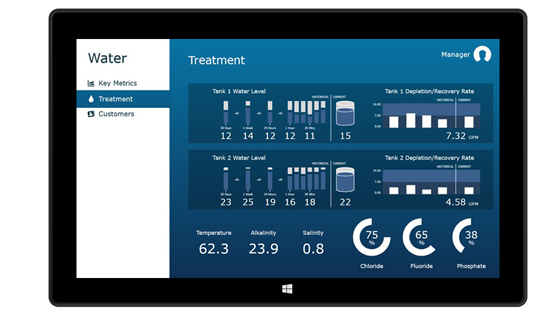 Water
Key Metrics
Treatment
Customers
Treatment
Manager
Tank 1 Water Level
HISTORICAL CURRENT
30 Days 1 Week 24 Hours 1 Hour 30 Mins
12 14 12 12 11 15
Tank 1 Depletion/Recovery Rate
HISTORICAL CURRENT
14.00
7.00
0.00
7.32 GPM
Tank 2 Water Level
HISTORICAL CURRENT
30 Days 1 Week 24 Hours 1 Hour 30 Mins
23 25 19 16 18 22
Tank 2 Depletion/Recovery Rate
HISTORICAL CURRENT
14.00
7.00
0.00
4.58 GPM
Temperature Alkalinity Salinity
62.3 23.9 0.8
75 % 65 % 38 %
Chloride Fluoride Phosphate